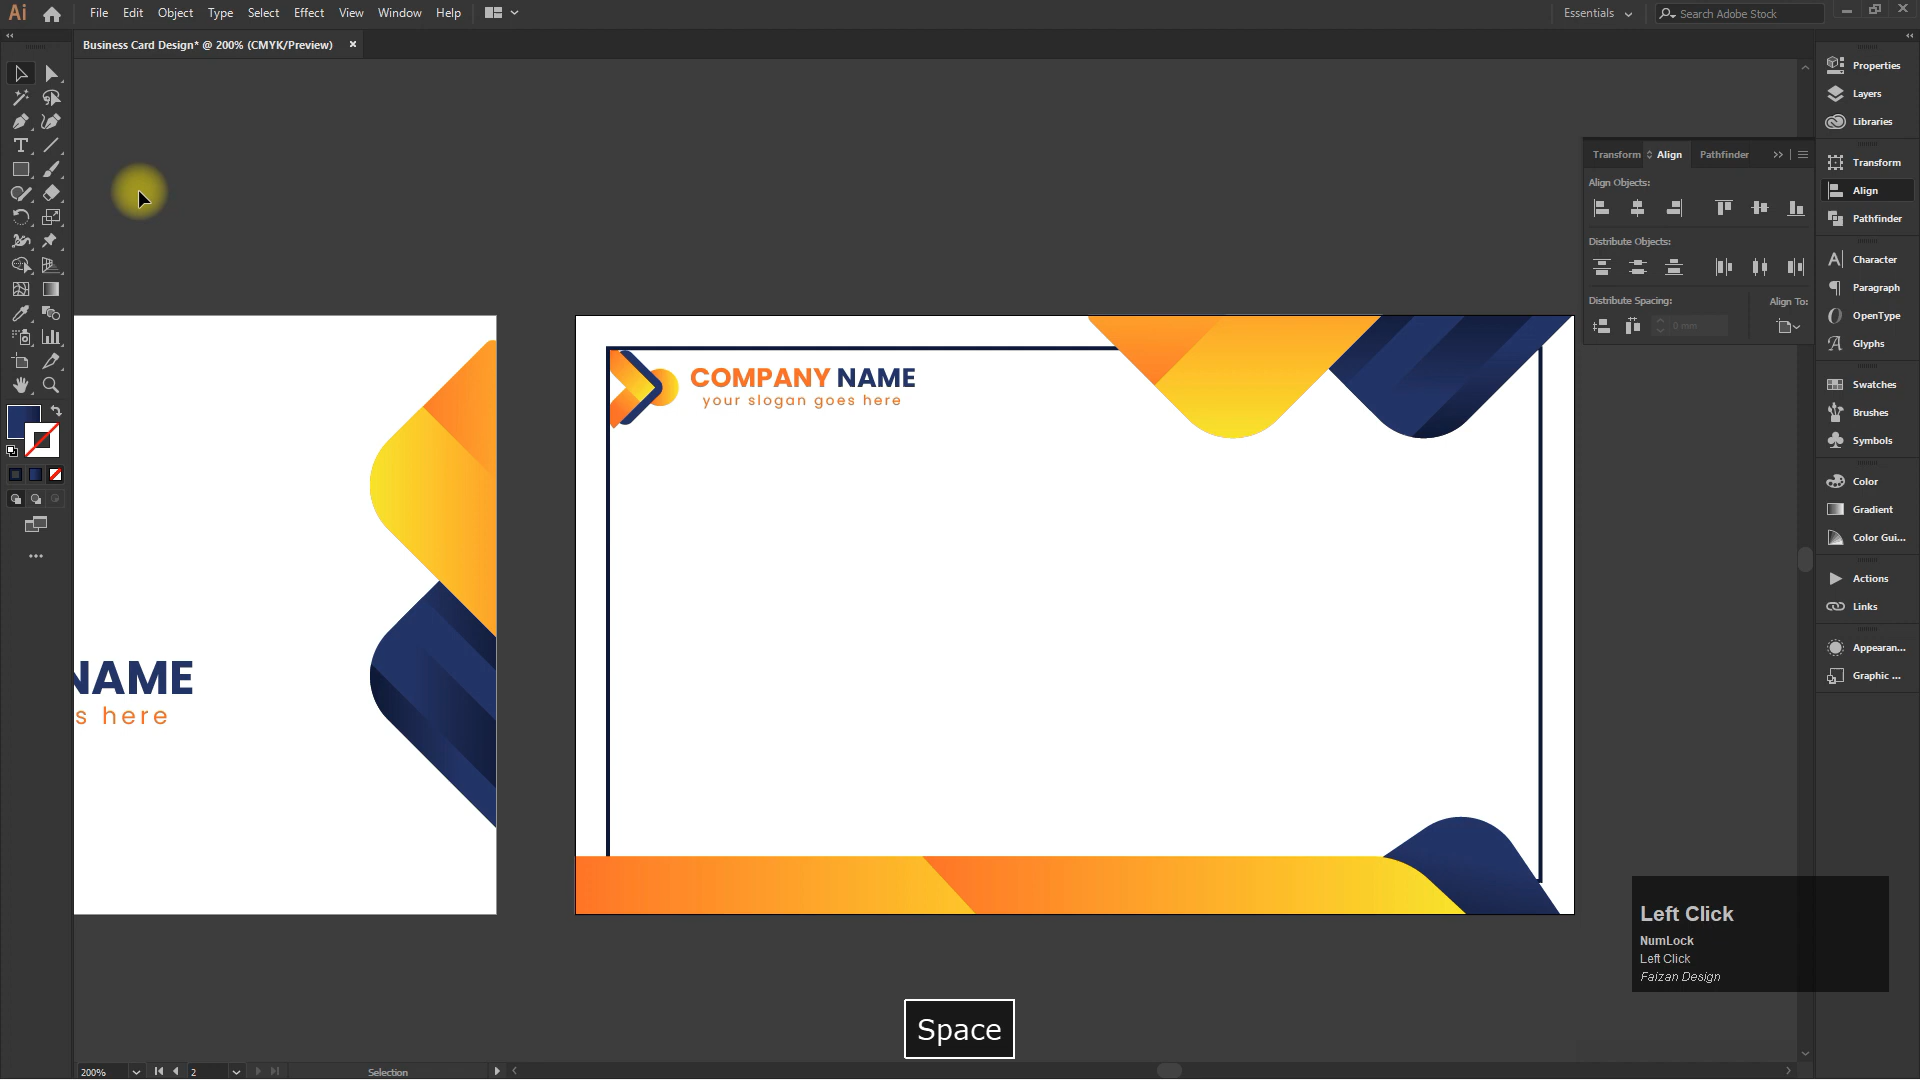 Ai
File Edit Object Type Select Effect View Window Help
Essentials
Search Adobe Stock
Business Card Design* @ 200% (CMYK/Preview) ×
Properties
Layers
Libraries
Transform Align Pathfinder
Align Objects:
Distribute Objects:
Distribute Spacing:
Align To:
0 mm
Transform
Align
Pathfinder
Character
Paragraph
OpenType
Glyphs
Swatches
Brushes
Symbols
Color
Gradient
Color Gui...
Actions
Links
Appearan...
Graphic ...
COMPANY NAME
your slogan goes here
NAME
s here
Left Click
NumLock
Left Click
Faizan Design
Space
200%
2
Selection